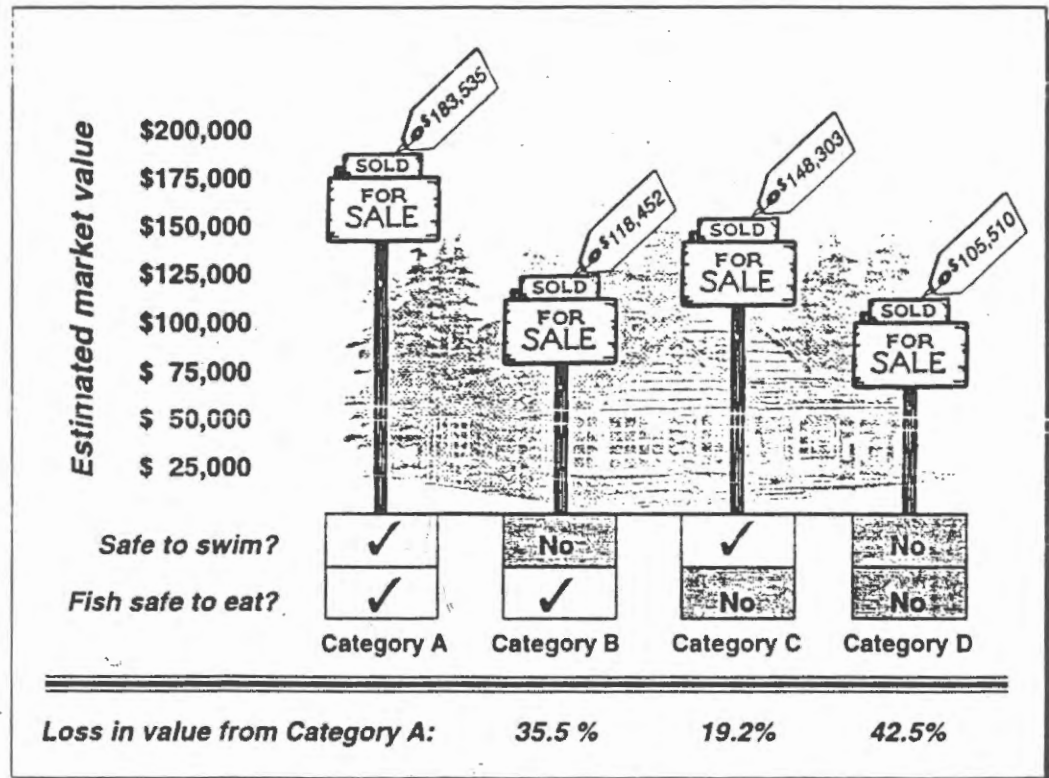 Estimated market value
$200,000
$175,000
$150,000
$125,000
$100,000
$ 75,000
$ 50,000
$ 25,000
$183,535
SOLD
FOR
SALE
$118,452
SOLD
FOR
SALE
$148,303
SOLD
FOR
SALE
$105,510
SOLD
FOR
SALE
Safe to swim? ✓ No ✓ No
Fish safe to eat? ✓ ✓ No No
Category A Category B Category C Category D
Loss in value from Category A: 35.5 % 19.2% 42.5%